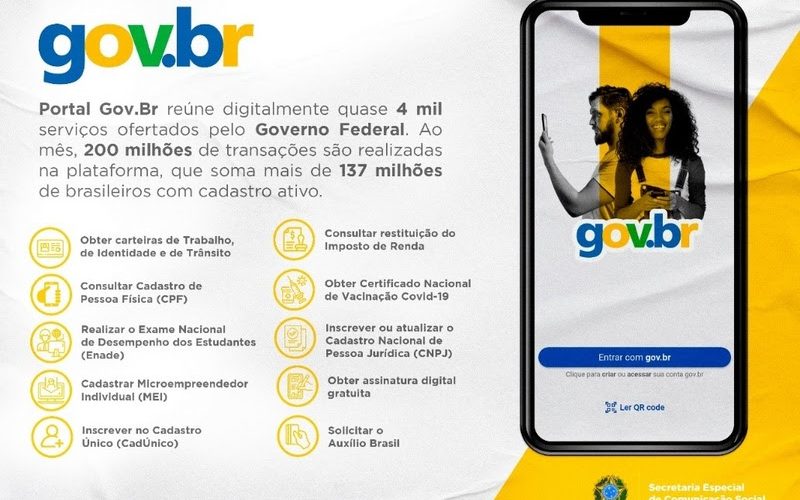 gov.br
Portal Gov.Br reúne digitalmente quase 4 mil
serviços ofertados pelo Governo Federal. Ao
mês, 200 milhões de transações são realizadas
na plataforma, que soma mais de 137 milhões
de brasileiros com cadastro ativo.
Obter carteiras de Trabalho,
de Identidade e de Trânsito
Consultar Cadastro de
Pessoa Física (CPF)
Realizar o Exame Nacional
de Desempenho dos Estudantes
(Enade)
Cadastrar Microempreendedor
Individual (MEI)
Inscrever no Cadastro
Único (CadÚnico)
Consultar restituição do
Imposto de Renda
Obter Certificado Nacional
de Vacinação Covid-19
Inscrever ou atualizar o
Cadastro Nacional de
Pessoa Jurídica (CNPJ)
Obter assinatura digital
gratuita
Solicitar o
Auxílio Brasil
gov.br
Entrar com gov.br
Clique para criar ou acessar sua conta gov.br
Ler QR code
Secretaria Especial
de Comunicação Social